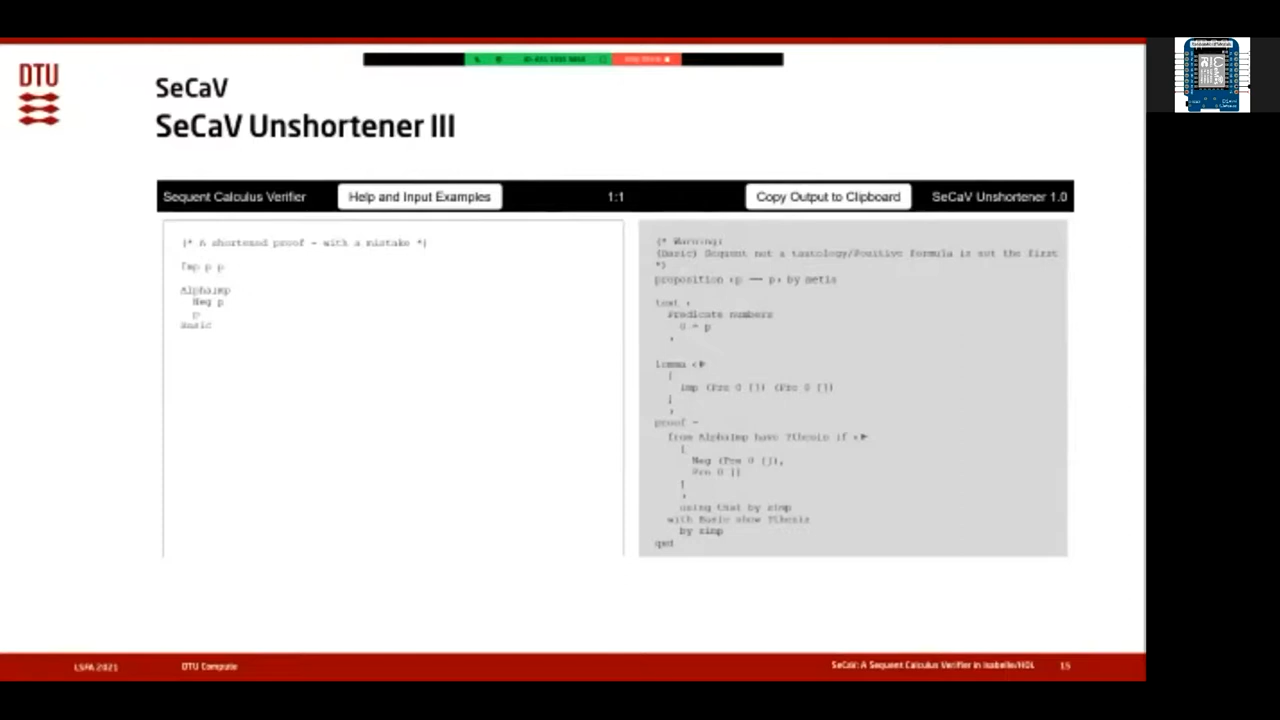 DTU
SeCaV
SeCaV Unshortener III
Sequent Calculus Verifier
Help and Input Examples
1:1
Copy Output to Clipboard
SeCaV Unshortener 1.0
(* A shortened proof - with a mistake *)
Imp p p
AlphaImp
Neg p
p
Basic
(* Warning:
(Basic) Sequent not a tautology/Positive formula is not the first
*)
proposition ‹p ⟶ p› by metis
text ‹
Predicate numbers
0 = p
›
lemma ‹⊩
[
Imp (Pre 0 []) (Pre 0 [])
]
›
proof -
from AlphaImp have ?thesis if ‹⊩
[
Neg (Pre 0 []),
Pre 0 []
]
›
using that by simp
with Basic show ?thesis
by simp
qed
LSFA 2021
DTU Compute
SeCaV: A Sequent Calculus Verifier in Isabelle/HOL
15